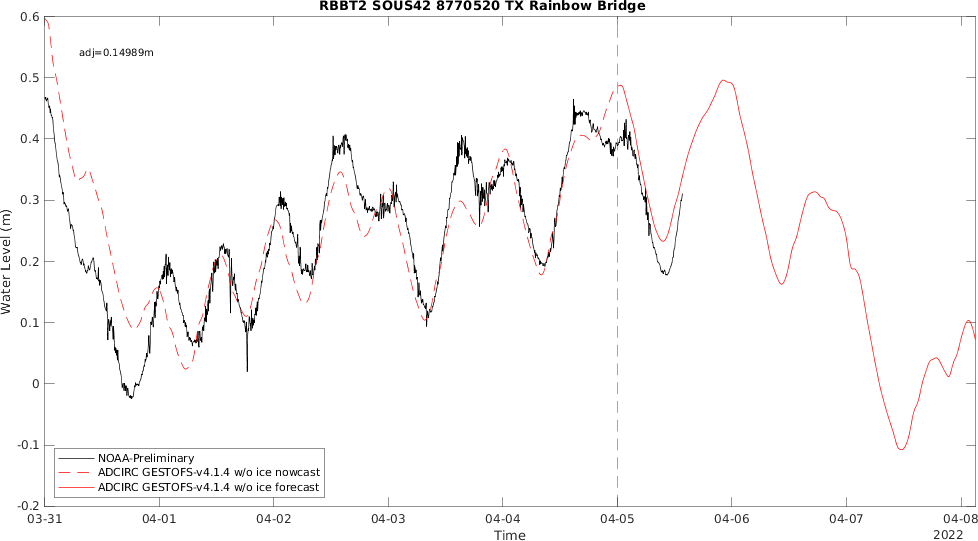 RBBT2 SOUS42 8770520 TX Rainbow Bridge
0.6
adj=0.14989m
0.5
0.4
0.3
0.2
0.1
0
-0.1
-0.2
Water Level (m)
NOAA-Preliminary
ADCIRC GESTOFS-v4.1.4 w/o ice nowcast
ADCIRC GESTOFS-v4.1.4 w/o ice forecast
03-31 04-01 04-02 04-03 04-04 04-05 04-06 04-07 04-08
Time
2022